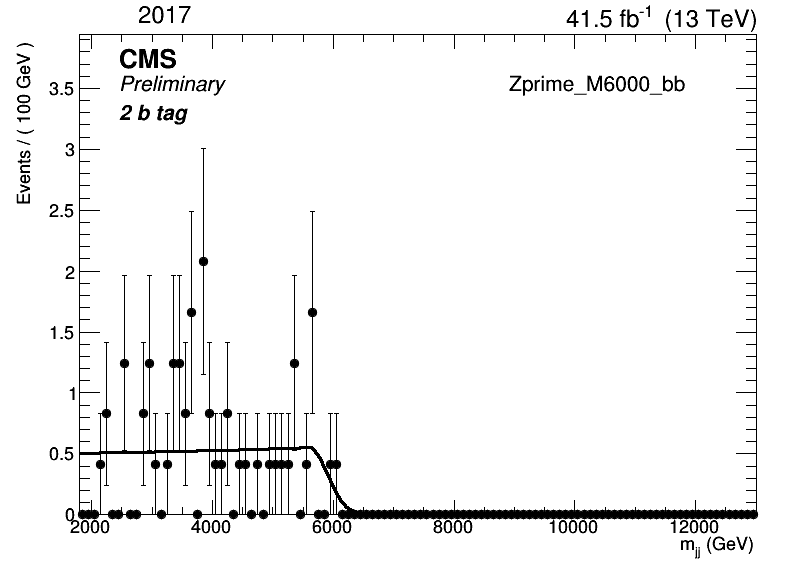 2017
41.5 fb⁻¹ (13 TeV)
CMS
Preliminary
2 b tag
Zprime_M6000_bb
Events / ( 100 GeV )
3.5
3
2.5
2
1.5
1
0.5
0
2000 4000 6000 8000 10000 12000
m_jj (GeV)